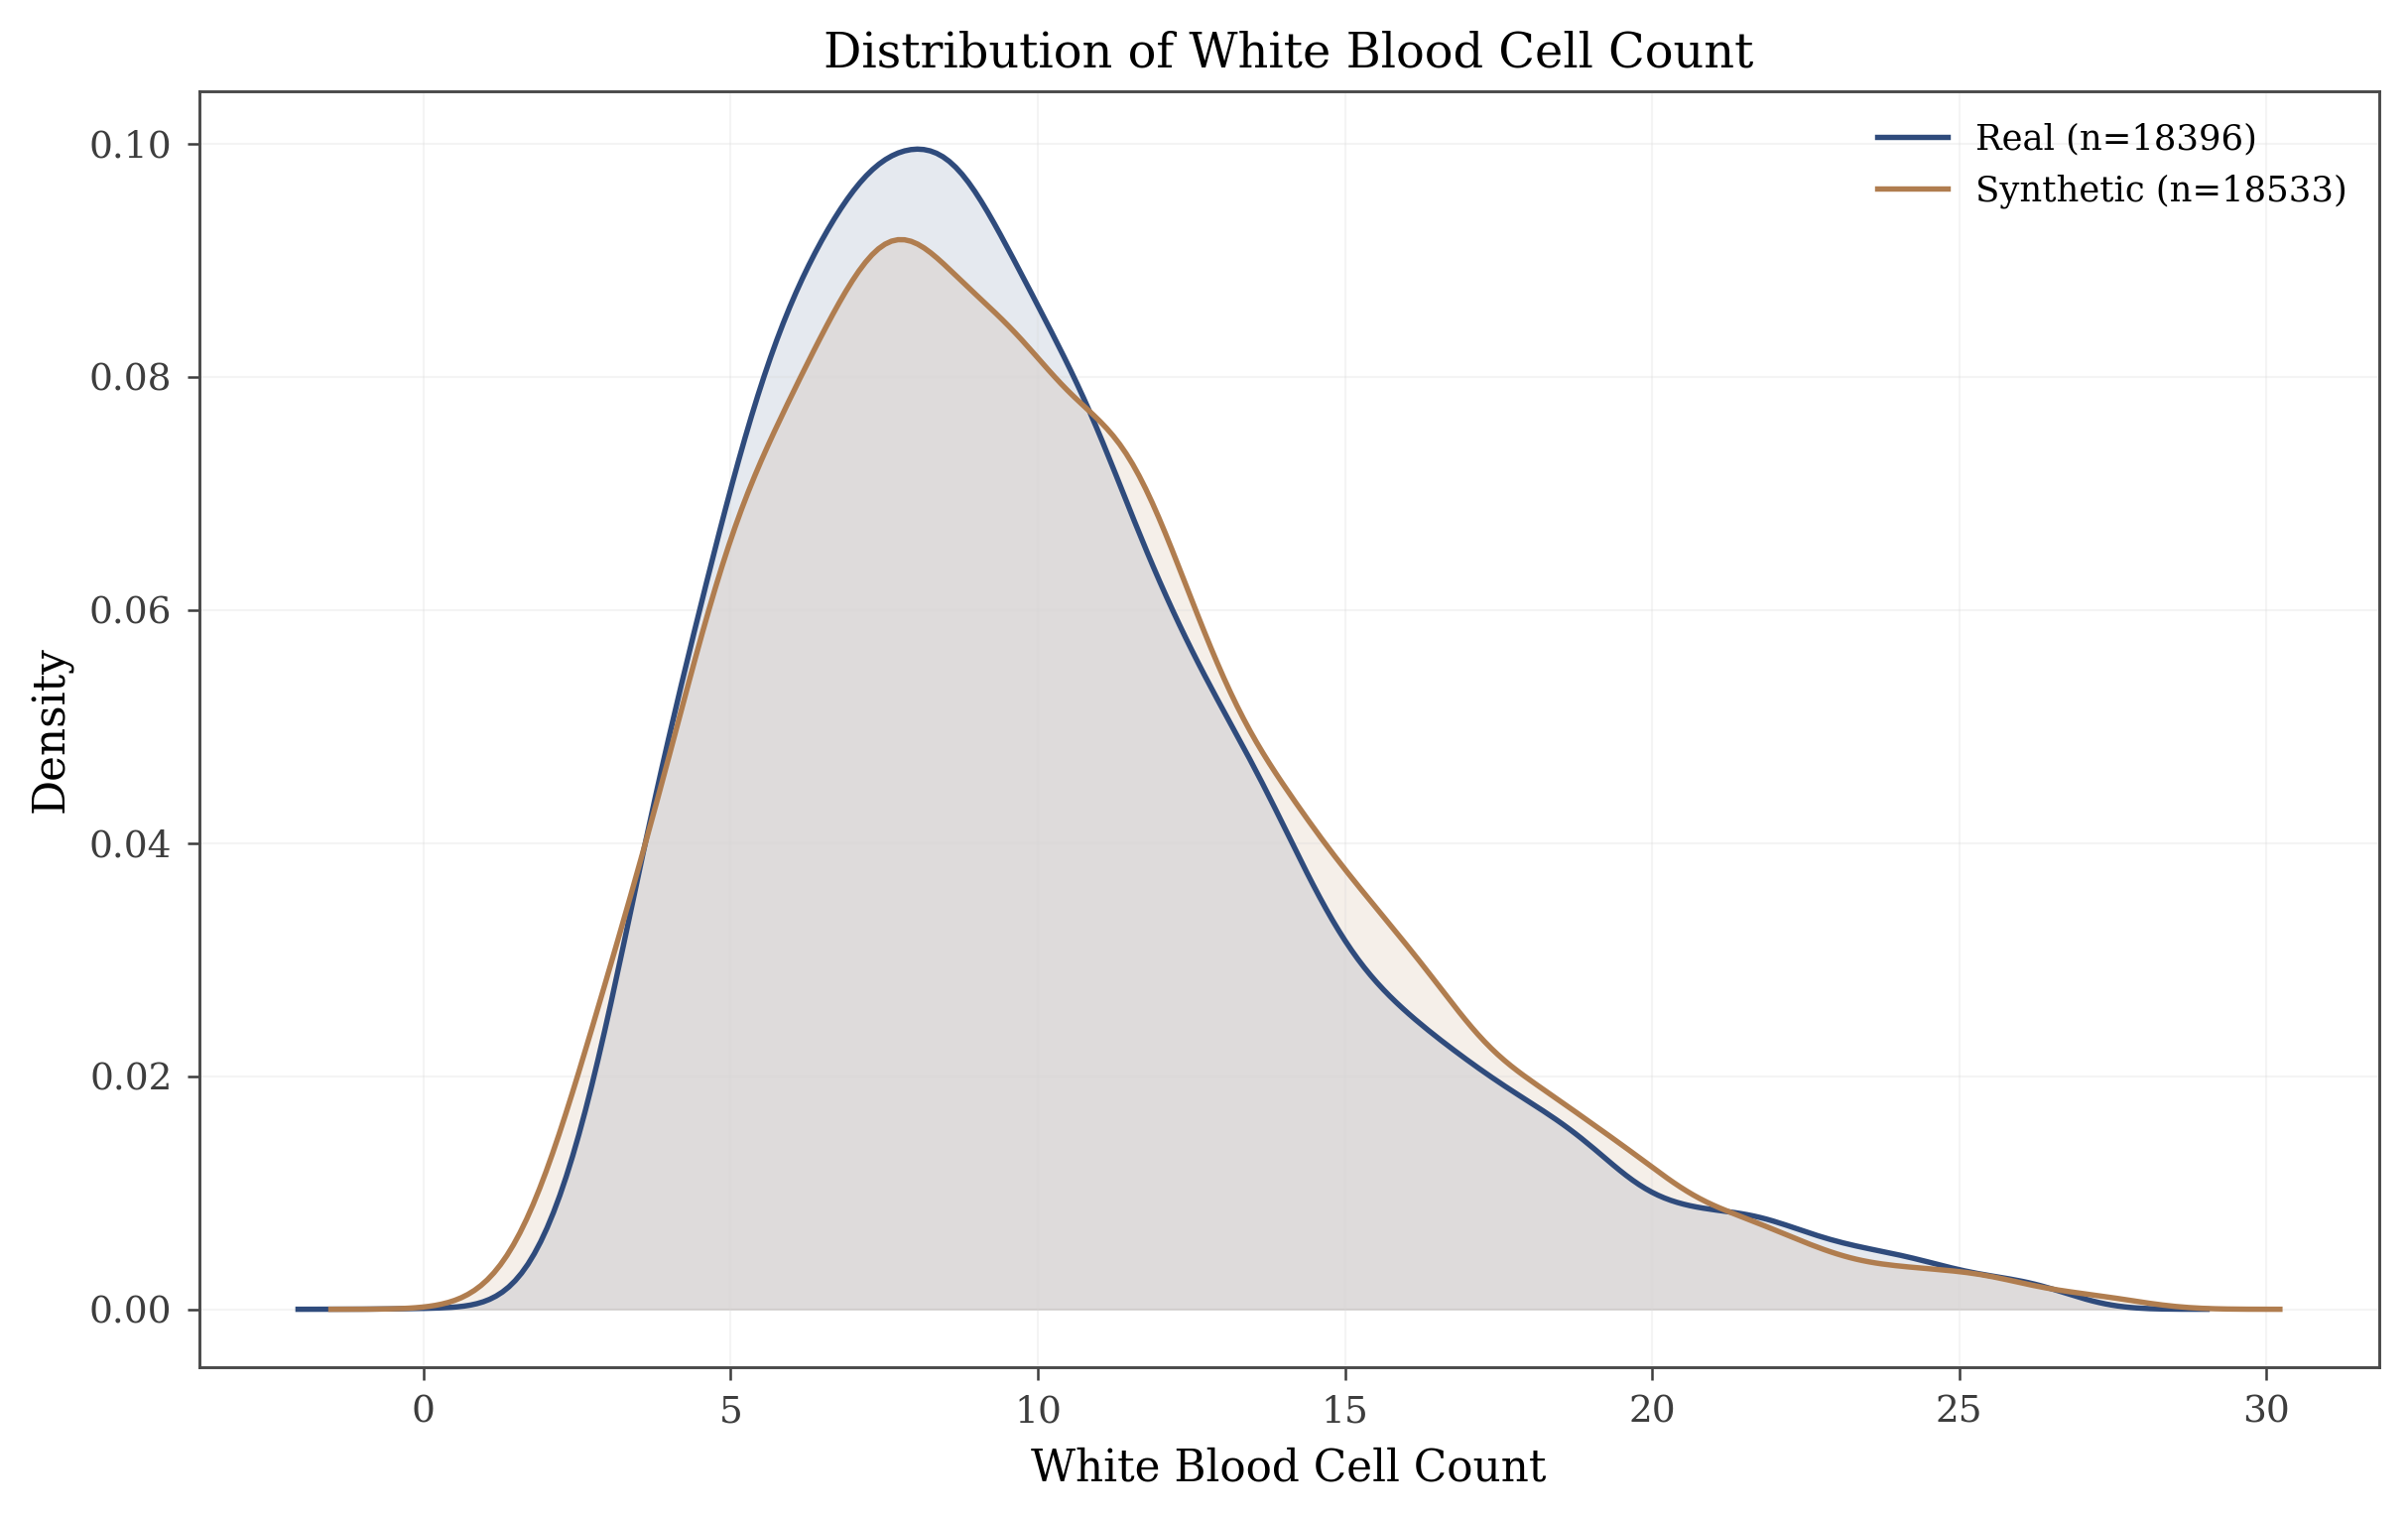 Distribution of White Blood Cell Count
Real (n=18396)
Synthetic (n=18533)
Density
0.10
0.08
0.06
0.04
0.02
0.00
0 5 10 15 20 25 30
White Blood Cell Count